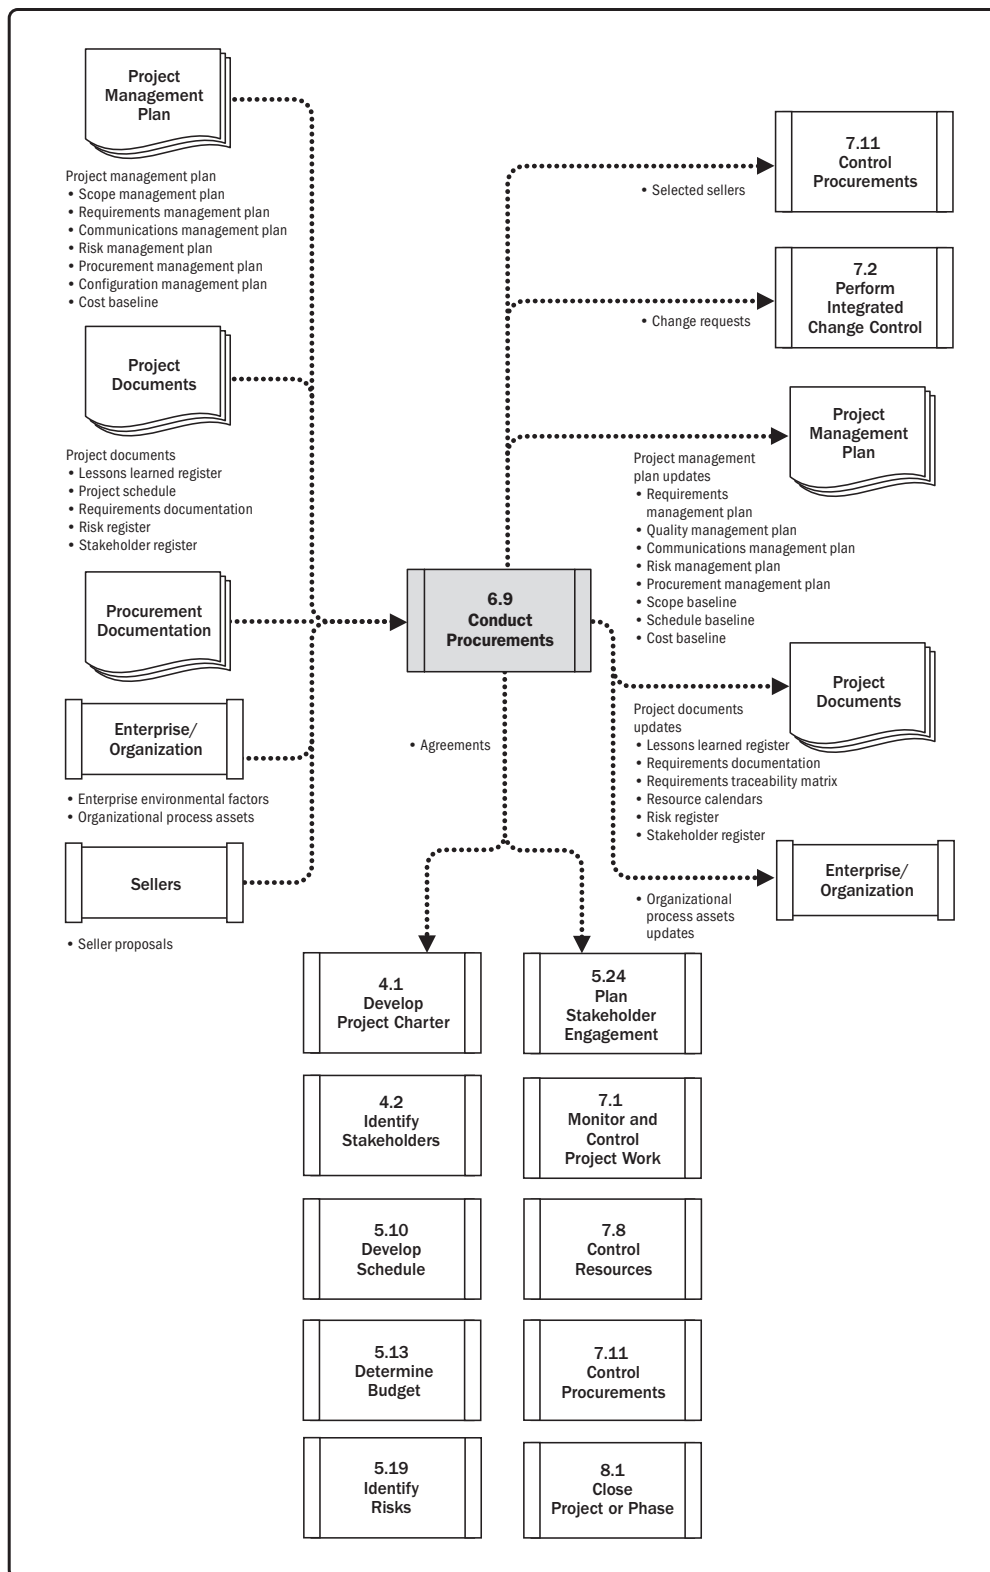 Project
Management
Plan
Project management plan
• Scope management plan
• Requirements management plan
• Communications management plan
• Risk management plan
• Procurement management plan
• Configuration management plan
• Cost baseline
Project
Documents
Project documents
• Lessons learned register
• Project schedule
• Requirements documentation
• Risk register
• Stakeholder register
Procurement
Documentation
Enterprise/
Organization
• Enterprise environmental factors
• Organizational process assets
Sellers
• Seller proposals
6.9
Conduct
Procurements
• Selected sellers
7.11
Control
Procurements
• Change requests
7.2
Perform
Integrated
Change Control
Project
Management
Plan
Project management
plan updates
• Requirements
management plan
• Quality management plan
• Communications management plan
• Risk management plan
• Procurement management plan
• Scope baseline
• Schedule baseline
• Cost baseline
Project
Documents
Project documents
updates
• Lessons learned register
• Requirements documentation
• Requirements traceability matrix
• Resource calendars
• Risk register
• Stakeholder register
Enterprise/
Organization
• Organizational
process assets
updates
• Agreements
4.1
Develop
Project Charter
4.2
Identify
Stakeholders
5.10
Develop
Schedule
5.13
Determine
Budget
5.19
Identify
Risks
5.24
Plan
Stakeholder
Engagement
7.1
Monitor and
Control
Project Work
7.8
Control
Resources
7.11
Control
Procurements
8.1
Close
Project or Phase